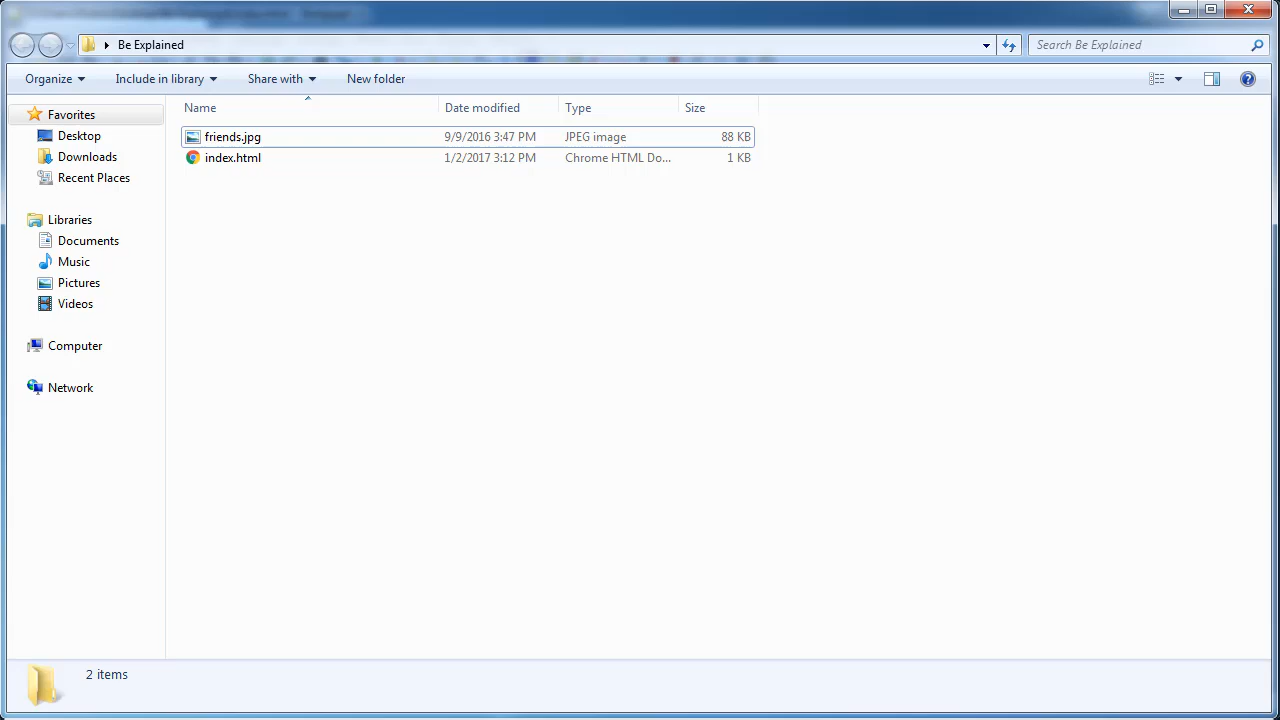 Be Explained
Search Be Explained
Organize Include in library Share with New folder
Name Date modified Type Size
friends.jpg 9/9/2016 3:47 PM JPEG image 88 KB
index.html 1/2/2017 3:12 PM Chrome HTML Do... 1 KB
Favorites
Desktop
Downloads
Recent Places
Libraries
Documents
Music
Pictures
Videos
Computer
Network
2 items